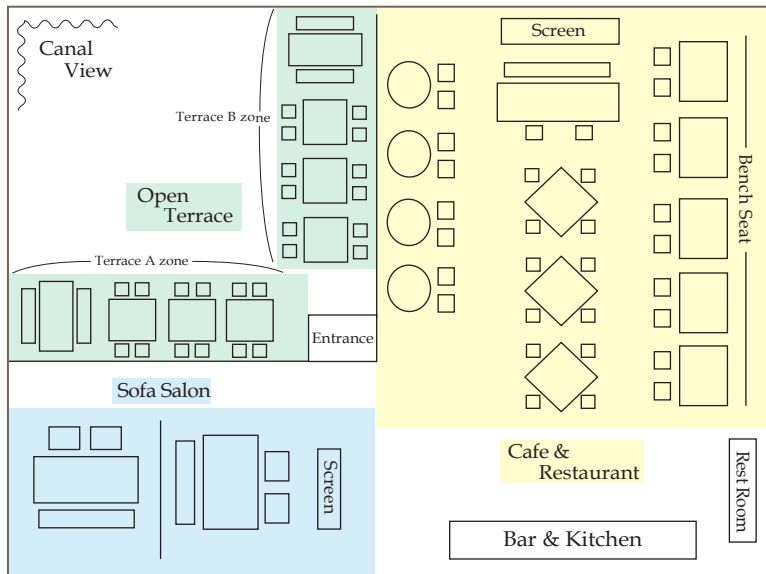 Canal
View
Screen
Terrace B zone
Open
Terrace
Bench Seat
Terrace A zone
Entrance
Sofa Salon
Screen
Cafe &
Restaurant
Rest Room
Bar & Kitchen